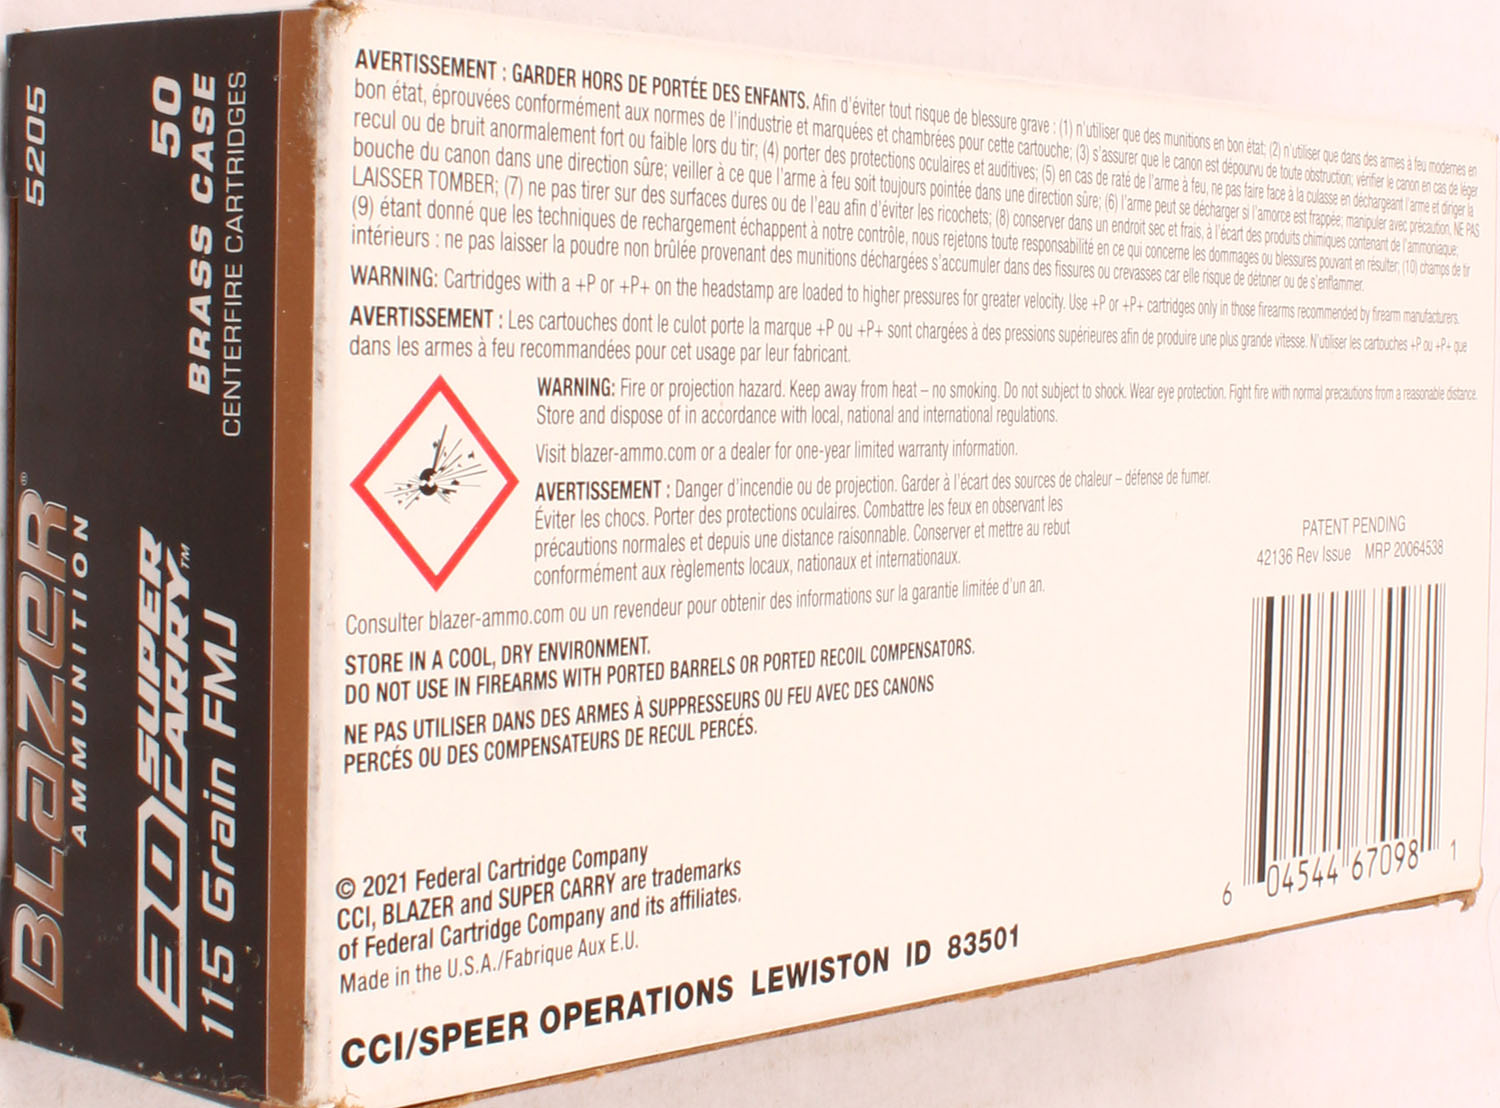 5205
50
BRASS CASE
CENTERFIRE CARTRIDGES
BLAZER®
AMMUNITION
30 SUPER
CARRY™
115 Grain FMJ
AVERTISSEMENT : GARDER HORS DE PORTÉE DES ENFANTS. Afin d'éviter tout risque de blessure grave : (1) n'utiliser que des munitions en bon état; (2) n'utiliser que dans des armes à feu modernes en
bon état, éprouvées conformément aux normes de l'industrie et marquées et chambrées pour cette cartouche; (3) s'assurer que le canon est dépourvu de toute obstruction; vérifier le canon en cas de léger
recul ou de bruit anormalement fort ou faible lors du tir; (4) porter des protections oculaires et auditives; (5) en cas de raté de l'arme à feu, ne pas faire face à la culasse en déchargeant l'arme et diriger la
bouche du canon dans une direction sûre; veiller à ce que l'arme à feu soit toujours pointée dans une direction sûre; (6) l'arme peut se décharger si l'amorce est frappée; manipuler avec précaution, NE PAS
LAISSER TOMBER; (7) ne pas tirer sur des surfaces dures ou de l'eau afin d'éviter les ricochets; (8) conserver dans un endroit sec et frais, à l'écart des produits chimiques contenant de l'ammoniaque;
(9) étant donné que les techniques de rechargement échappent à notre contrôle, nous rejetons toute responsabilité en ce qui concerne les dommages ou blessures pouvant en résulter; (10) champs de tir
intérieurs : ne pas laisser la poudre non brûlée provenant des munitions déchargées s'accumuler dans des fissures ou crevasses car elle risque de détoner ou de s'enflammer.
WARNING: Cartridges with a +P or +P+ on the headstamp are loaded to higher pressures for greater velocity. Use +P or +P+ cartridges only in those firearms recommended by firearm manufacturers.
AVERTISSEMENT : Les cartouches dont le culot porte la marque +P ou +P+ sont chargées à des pressions supérieures afin de produire une plus grande vitesse. N'utiliser les cartouches +P ou +P+ que
dans les armes à feu recommandées pour cet usage par leur fabricant.
WARNING: Fire or projection hazard. Keep away from heat – no smoking. Do not subject to shock. Wear eye protection. Fight fire with normal precautions from a reasonable distance.
Store and dispose of in accordance with local, national and international regulations.
Visit blazer-ammo.com or a dealer for one-year limited warranty information.
AVERTISSEMENT : Danger d'incendie ou de projection. Garder à l'écart des sources de chaleur – défense de fumer.
Éviter les chocs. Porter des protections oculaires. Combattre les feux en observant les
précautions normales et depuis une distance raisonnable. Conserver et mettre au rebut
conformément aux règlements locaux, nationaux et internationaux.
Consulter blazer-ammo.com ou un revendeur pour obtenir des informations sur la garantie limitée d'un an.
STORE IN A COOL, DRY ENVIRONMENT.
DO NOT USE IN FIREARMS WITH PORTED BARRELS OR PORTED RECOIL COMPENSATORS.
NE PAS UTILISER DANS DES ARMES À SUPPRESSEURS OU FEU AVEC DES CANONS
PERCÉS OU DES COMPENSATEURS DE RECUL PERCÉS.
PATENT PENDING
42136 Rev Issue MRP 20064538
6 04544 67098 1
© 2021 Federal Cartridge Company
CCI, BLAZER and SUPER CARRY are trademarks
of Federal Cartridge Company and its affiliates.
Made in the U.S.A./Fabrique Aux E.U.
CCI/SPEER OPERATIONS LEWISTON ID 83501